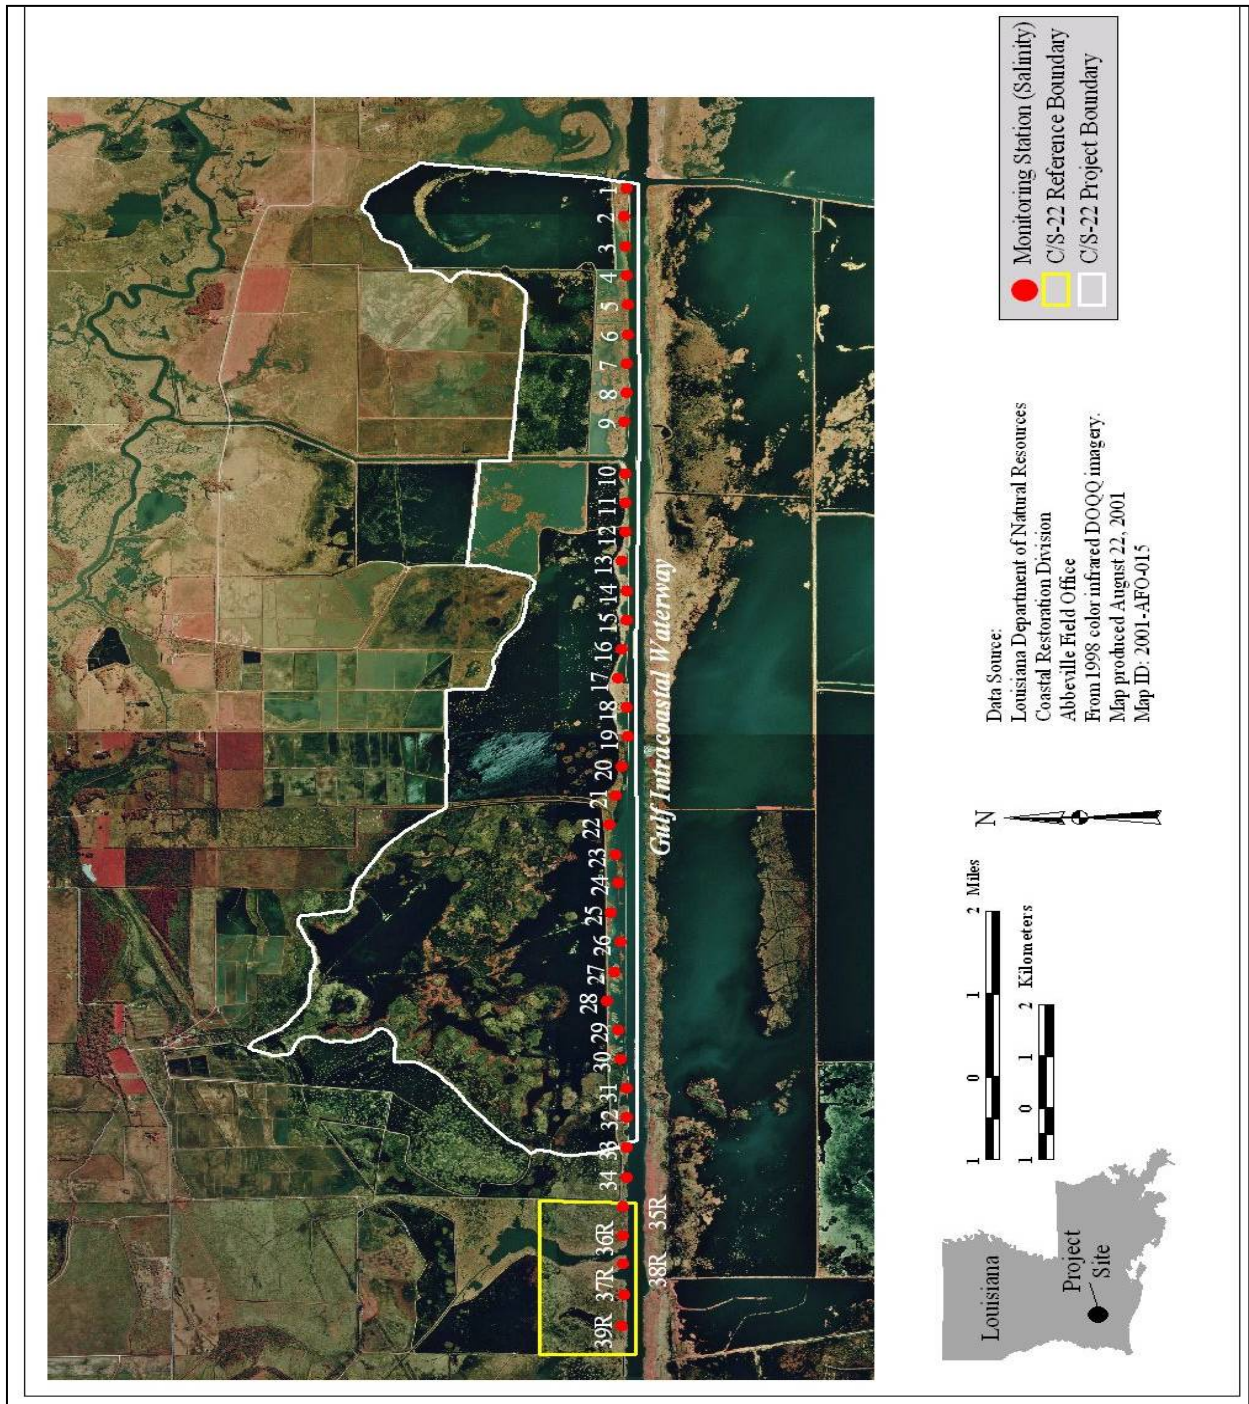 39R
37R
36R
38R
35R
34
33
32
31
30
29
28
27
26
25
24
23
22
21
20
19
18
17
16
15
14
13
12
11
10
9
8
7
6
5
4
3
2
1
Gulf Intracoastal Waterway
Louisiana
Project
Site
1 0 1 2 Miles
1 0 1 2 Kilometers
N
Data Source:
Louisiana Department of Natural Resources
Coastal Restoration Division
Abbeville Field Office
From 1998 color infrared DOQQ imagery.
Map produced August 22, 2001
Map ID: 2001-AFO-015
Monitoring Station (Salinity)
C/S-22 Reference Boundary
C/S-22 Project Boundary